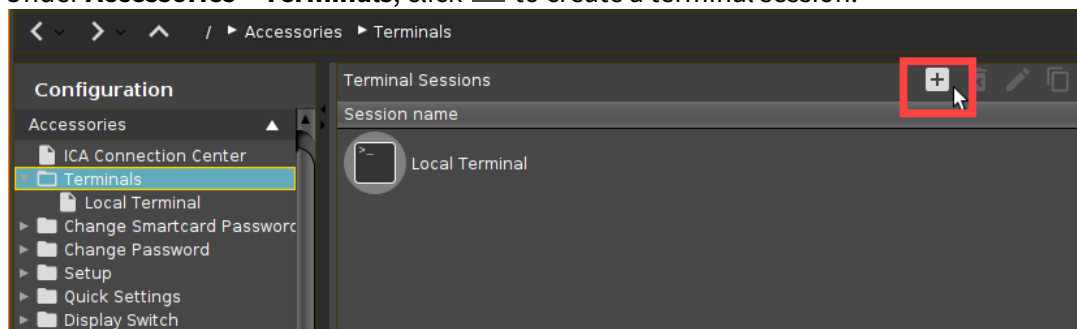 / Accessories Terminals
Configuration
Accessories
ICA Connection Center
Terminals
Local Terminal
Change Smartcard Passworc
Change Password
Setup
Quick Settings
Display Switch
Terminal Sessions
Session name
>_
Local Terminal